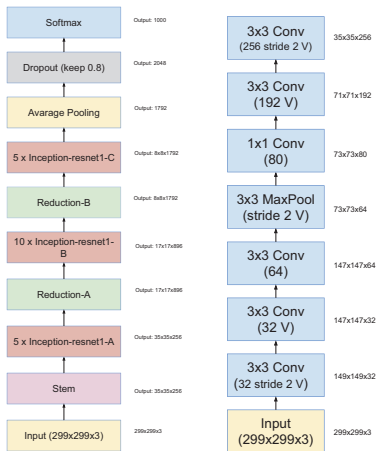 Softmax
Output: 1000
Dropout (keep 0.8)
Output: 2048
Avarage Pooling
Output: 1792
5 x Inception-resnet1-C
Output: 8x8x1792
Reduction-B
Output: 8x8x1792
10 x Inception-resnet1-
B
Output: 17x17x896
Reduction-A
Output: 17x17x896
5 x Inception-resnet1-A
Output: 35x35x256
Stem
Output: 35x35x256
Input (299x299x3)
299x299x3
3x3 Conv
(256 stride 2 V)
35x35x256
3x3 Conv
(192 V)
71x71x192
1x1 Conv
(80)
73x73x80
3x3 MaxPool
(stride 2 V)
73x73x64
3x3 Conv
(64)
147x147x64
3x3 Conv
(32 V)
147x147x32
3x3 Conv
(32 stride 2 V)
149x149x32
Input
(299x299x3)
299x299x3